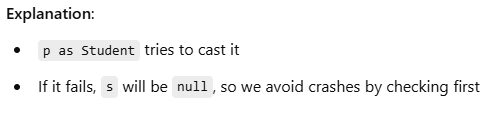 Explanation:
• p as Student tries to cast it
• If it fails, s will be null, so we avoid crashes by checking first